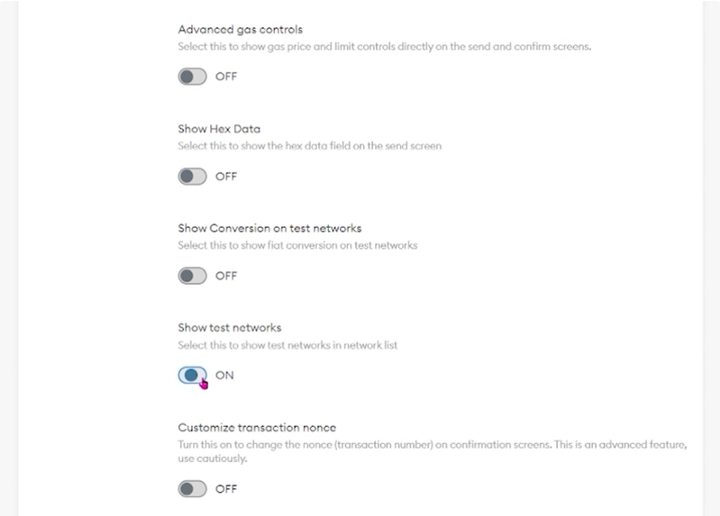 Advanced gas controls
Select this to show gas price and limit controls directly on the send and confirm screens.
OFF
Show Hex Data
Select this to show the hex data field on the send screen
OFF
Show Conversion on test networks
Select this to show fiat conversion on test networks
OFF
Show test networks
Select this to show test networks in network list
ON
Customize transaction nonce
Turn this on to change the nonce (transaction number) on confirmation screens. This is an advanced feature,
use cautiously.
OFF